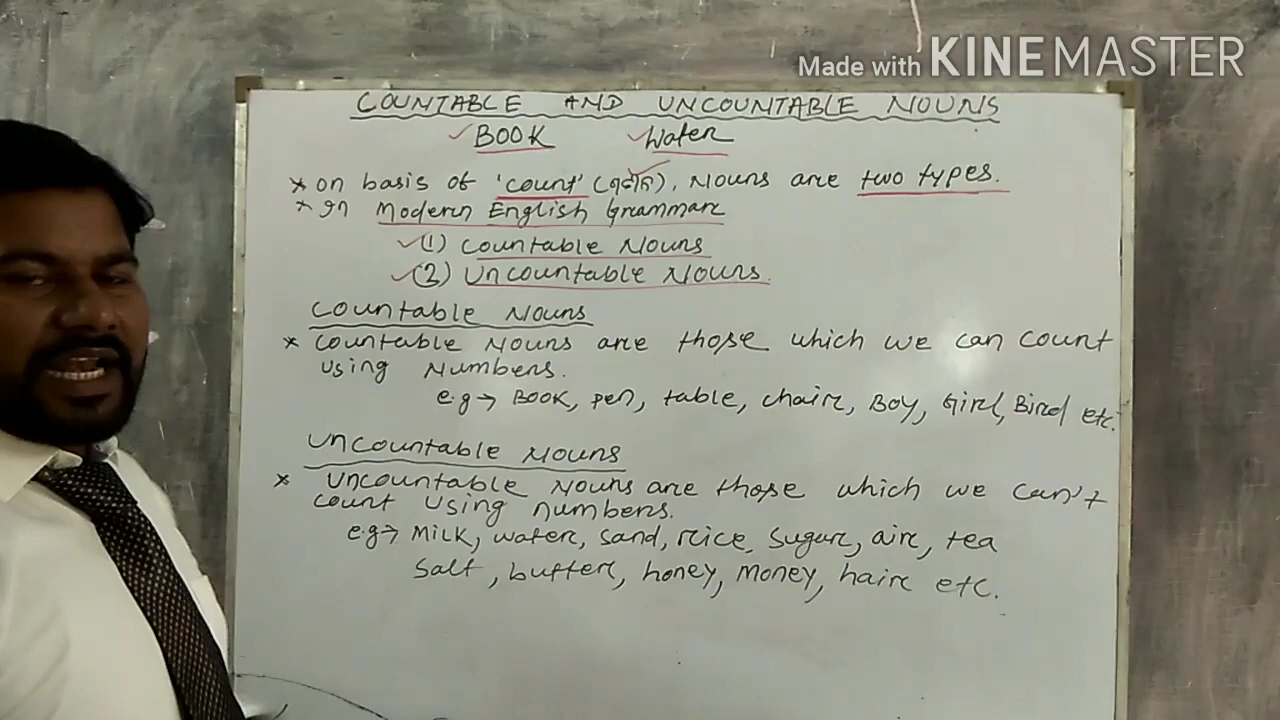 Made with KINEMASTER
COUNTABLE AND UNCOUNTABLE NOUNS
BOOK Water
* on basis of 'count' ( ), Nouns are two types.
* In Modern English Grammar
(1) Countable Nouns
(2) Uncountable Nouns.
Countable Nouns
* Countable Nouns are those which we can count
using Numbers.
e.g → BOOK, pen, table, chair, Boy, Girl, Bird etc.
Uncountable Nouns
* Uncountable Nouns are those which we can't
count using numbers.
e.g → Milk, water, sand, rice, sugar, air, tea
salt, butter, honey, money, hair etc.